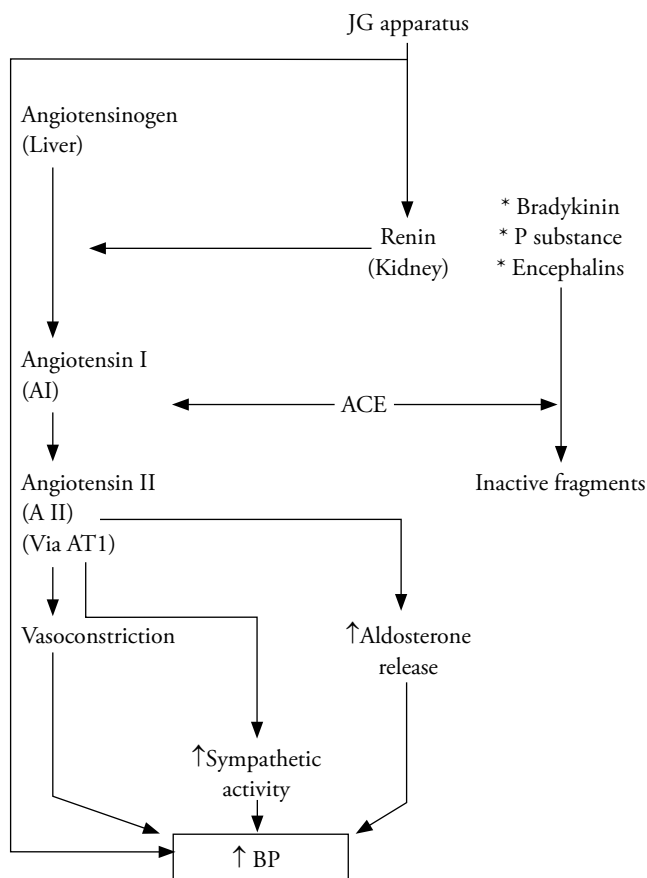 JG apparatus
Angiotensinogen
(Liver)
* Bradykinin
* P substance
* Encephalins
Renin
(Kidney)
Angiotensin I
(AI)
ACE
Angiotensin II
(A II)
(Via AT1)
Inactive fragments
Vasoconstriction
↑Aldosterone
release
↑Sympathetic
activity
↑ BP